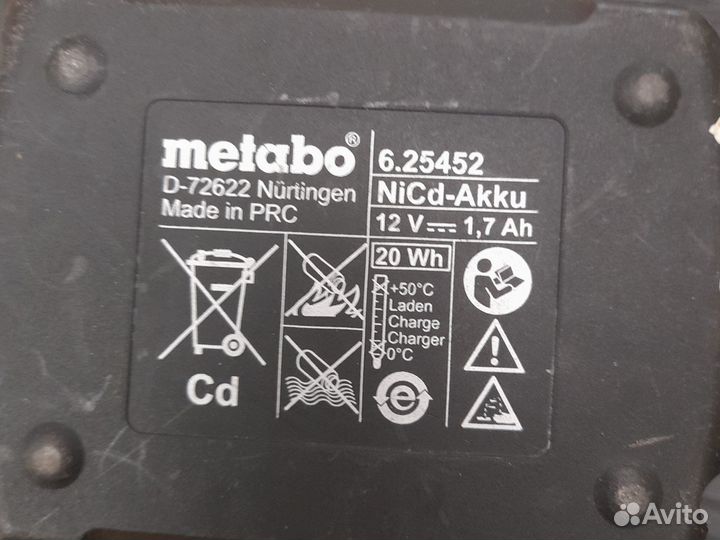 metabo®
D-72622 Nürtingen
Made in PRC
6.25452
NiCd-Akku
12 V 1,7 Ah
20 Wh
+50°C
Laden
Charge
Charger
0°C
Cd
e
Avito